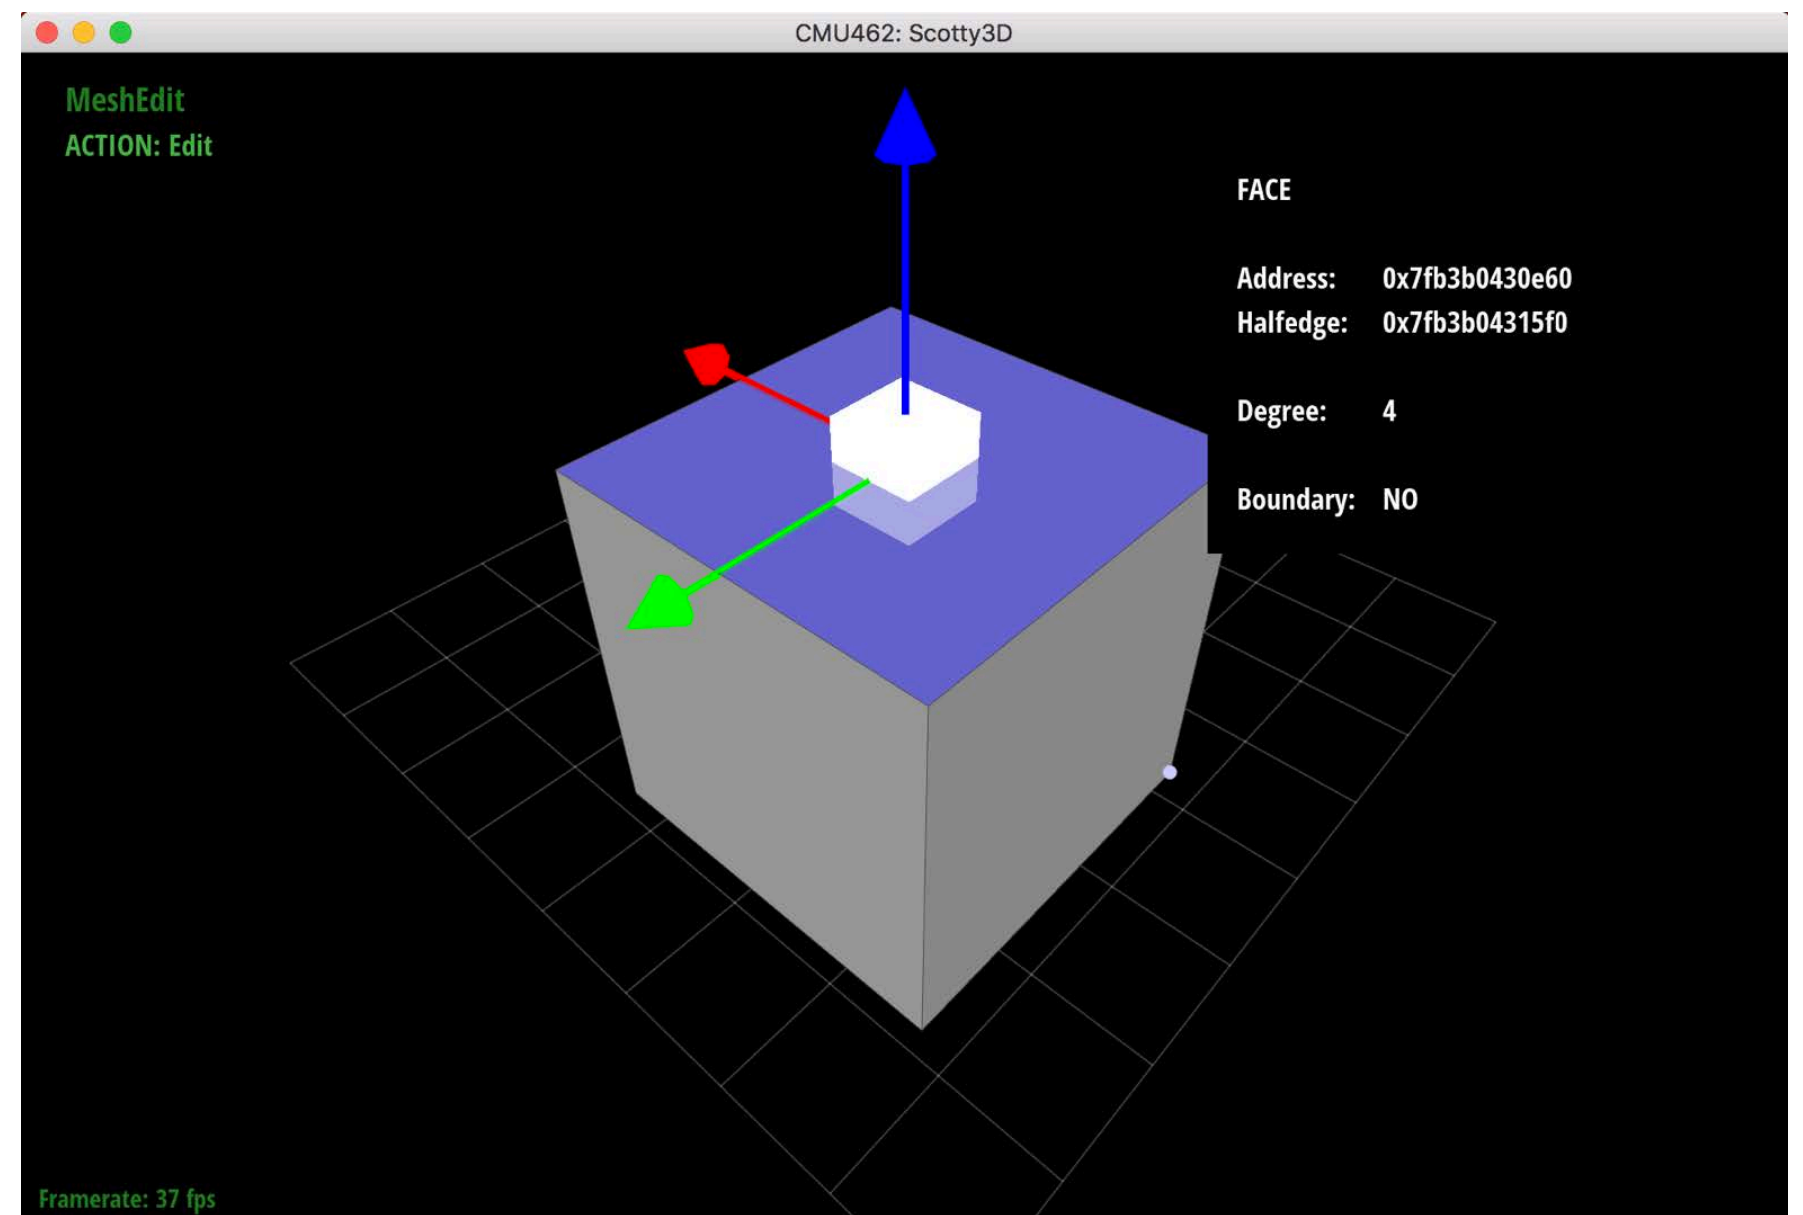 CMU462: Scotty3D
MeshEdit
ACTION: Edit
FACE
Address: 0x7fb3b0430e60
Halfedge: 0x7fb3b04315f0
Degree: 4
Boundary: NO
Framerate: 37 fps